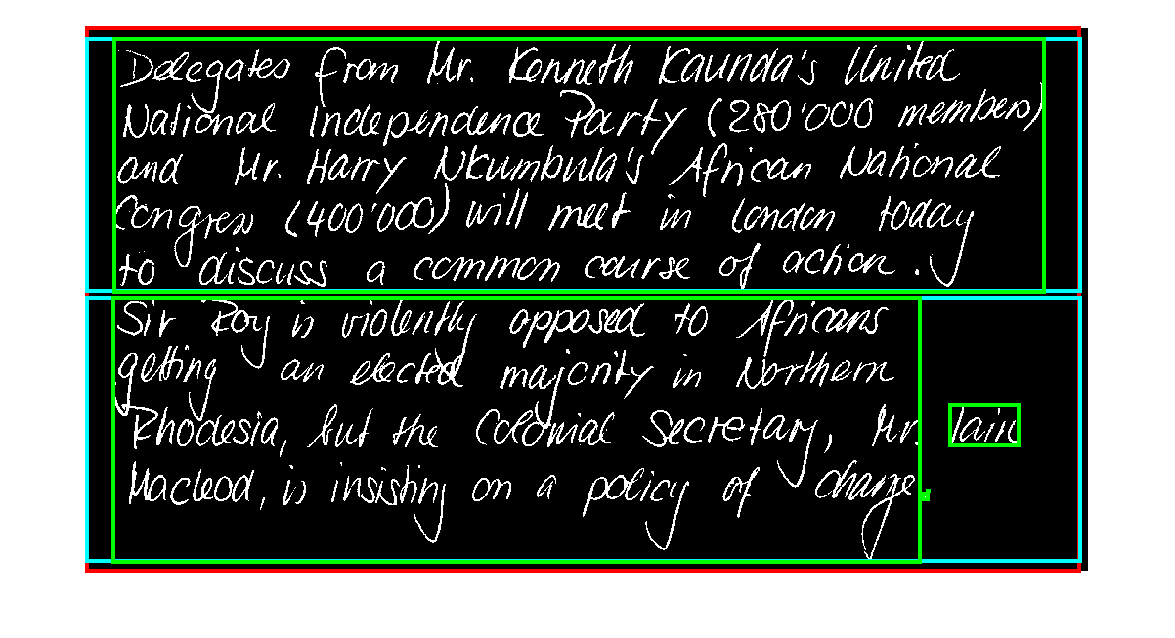 Delegates from Mr. Kenneth Kaunda's United
National Independence Party (280'000 members)
and Mr. Harry Nkumbula's African National
Congress (400'000) will meet in London today
to discuss a common course of action.
Sir Roy is violently opposed to Africans
getting an elected majority in Northern
Rhodesia, but the Colonial Secretary, Mr. Iain
Macleod, is insisting on a policy of change.